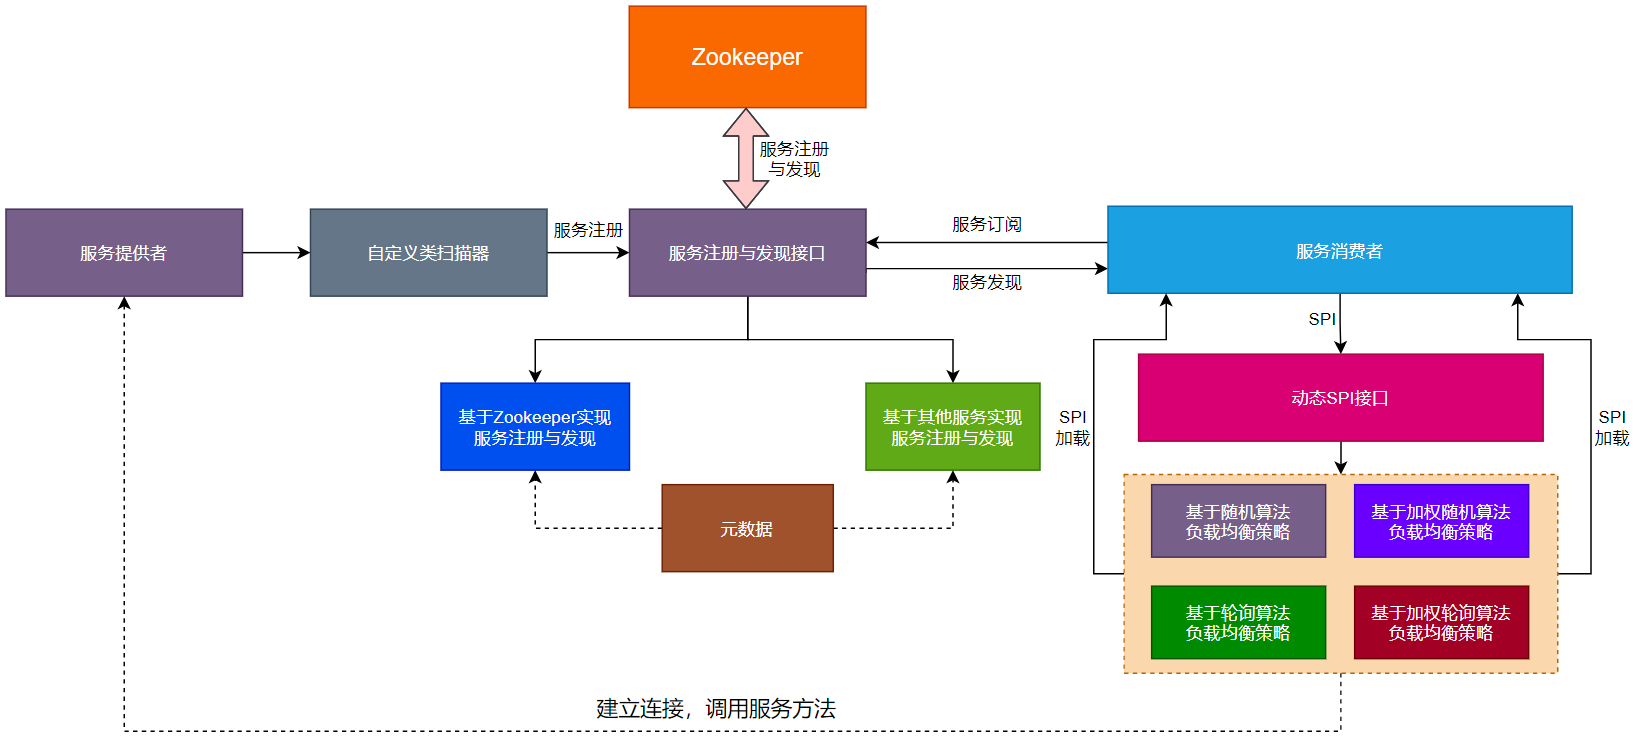 Zookeeper
服务注册
与发现
服务提供者
自定义类扫描器
服务注册
服务注册与发现接口
服务订阅
服务发现
服务消费者
SPI
动态SPI接口
SPI
加载
SPI
加载
基于Zookeeper实现
服务注册与发现
基于其他服务实现
服务注册与发现
元数据
基于随机算法
负载均衡策略
基于加权随机算法
负载均衡策略
基于轮询算法
负载均衡策略
基于加权轮询算法
负载均衡策略
建立连接，调用服务方法